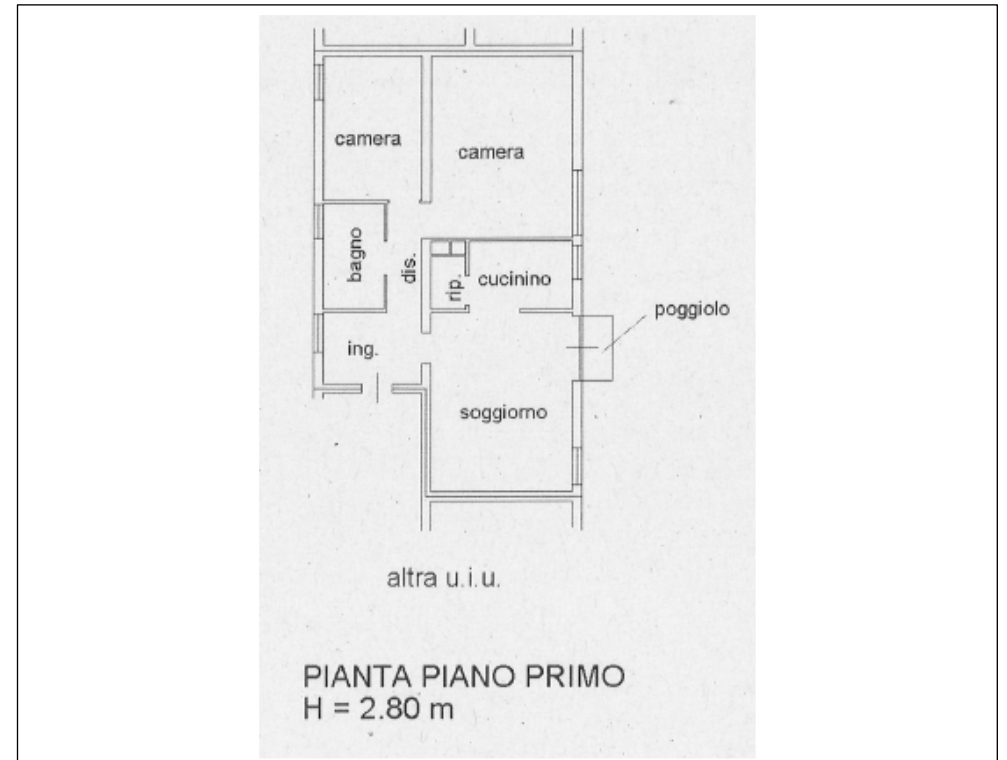 camera
camera
bagno
dis.
rip.
cucinino
poggiolo
ing.
soggiorno
altra u.i.u.
PIANTA PIANO PRIMO
H = 2.80 m